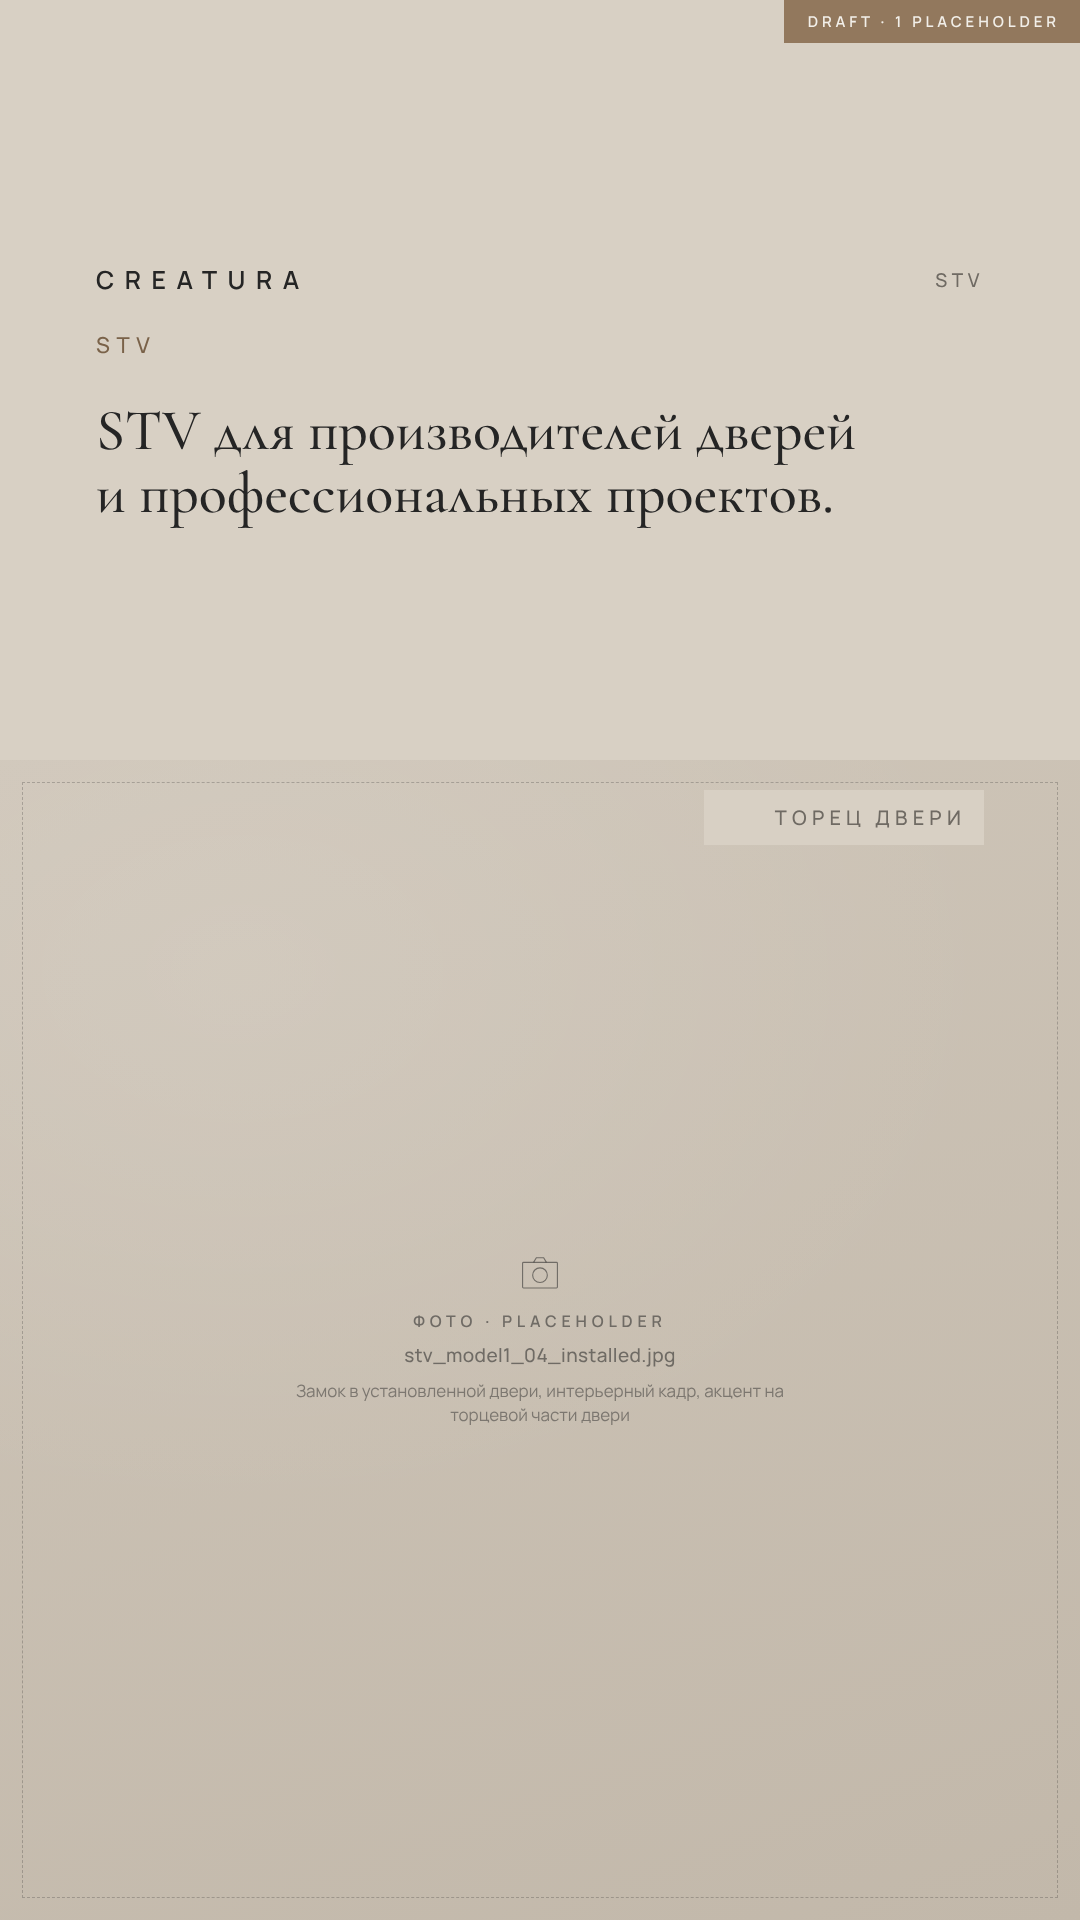 DRAFT · 1 PLACEHOLDER
CREATURA
STV
STV
STV для производителей дверей
и профессиональных проектов.
ТОРЕЦ ДВЕРИ
ФОТО · PLACEHOLDER
stv_model1_04_installed.jpg
Замок в установленной двери, интерьерный кадр, акцент на
торцевой части двери